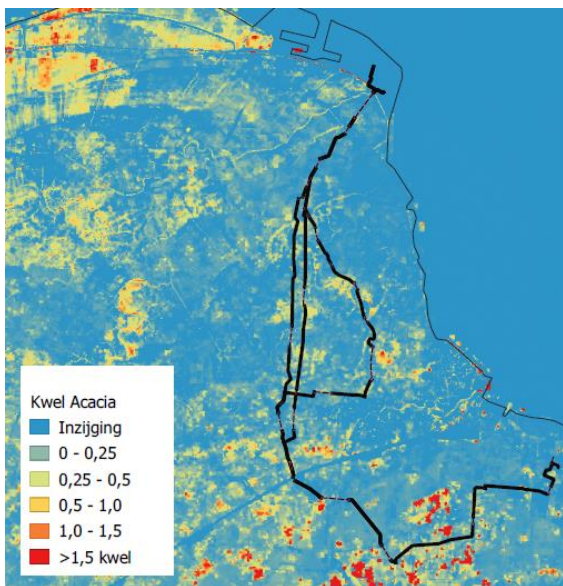 Kwel Acacia
Inzijging
0 - 0,25
0,25 - 0,5
0,5 - 1,0
1,0 - 1,5
>1,5 kwel